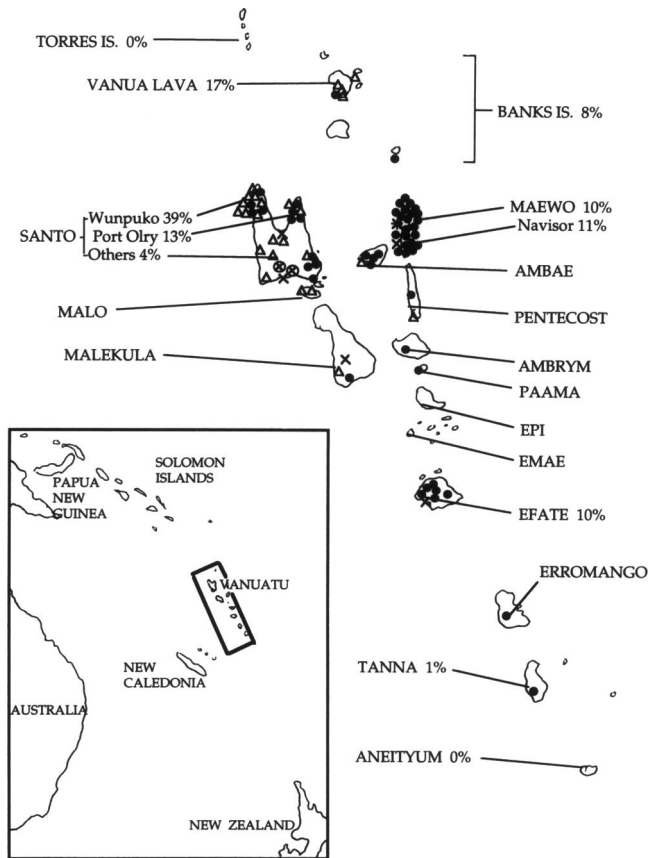 TORRES IS. 0%
VANUA LAVA 17%
BANKS IS. 8%
SANTO
Wunpuko 39%
Port Olry 13%
Others 4%
MAEWO 10%
Navisor 11%
AMBAE
MALO
PENTECOST
MALEKULA
AMBRYM
PAAMA
EPI
EMAE
EFATE 10%
ERROMANGO
TANNA 1%
ANEITYUM 0%
PAPUA
NEW
GUINEA
SOLOMON
ISLANDS
VANUATU
NEW
CALEDONIA
AUSTRALIA
NEW ZEALAND